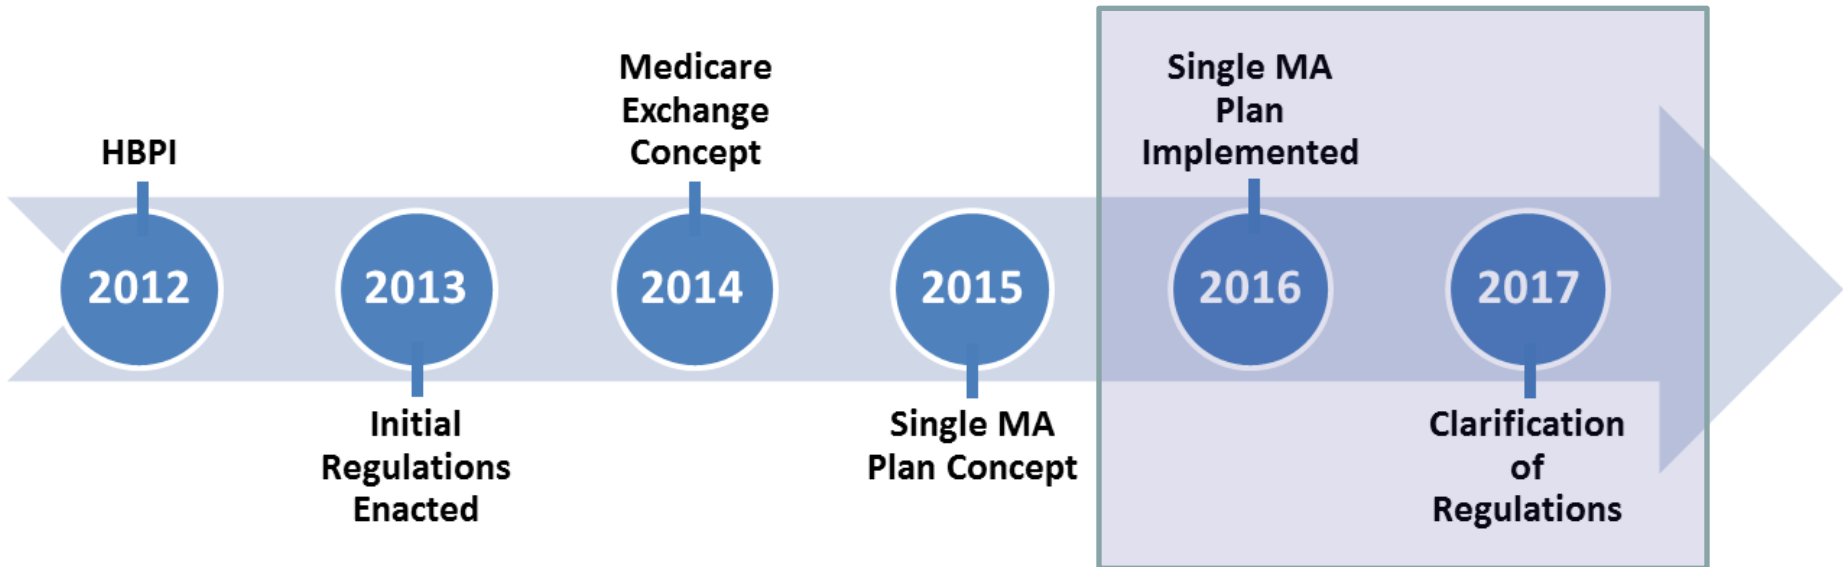 HBPI
2012
2013
Initial
Regulations
Enacted
Medicare
Exchange
Concept
2014
2015
Single MA
Plan Concept
Single MA
Plan
Implemented
2016
2017
Clarification
of
Regulations